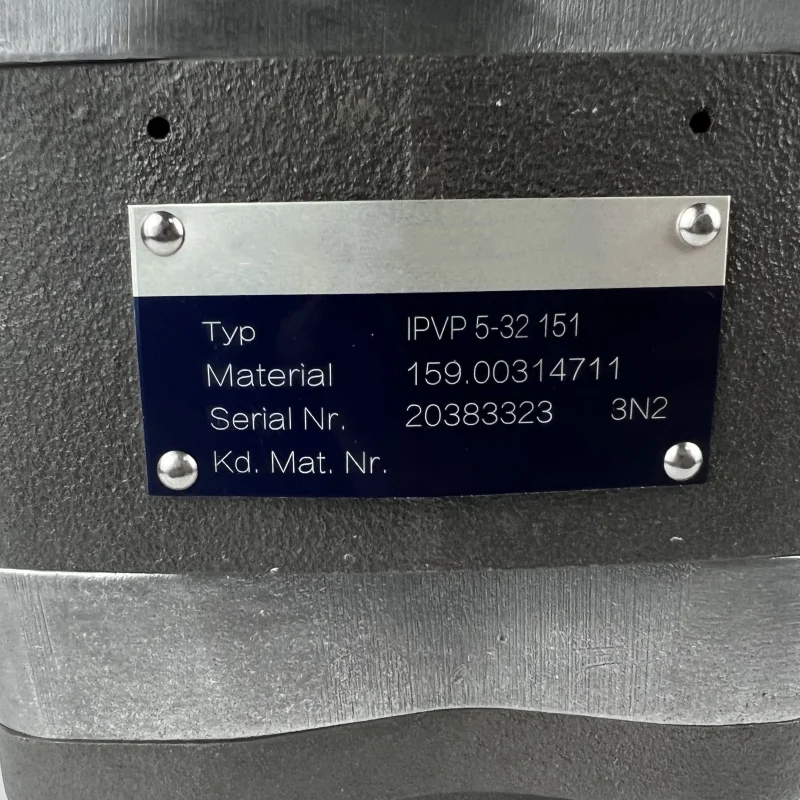 Typ IPVP 5-32 151
Material 159.00314711
Serial Nr. 20383323 3N2
Kd. Mat. Nr.